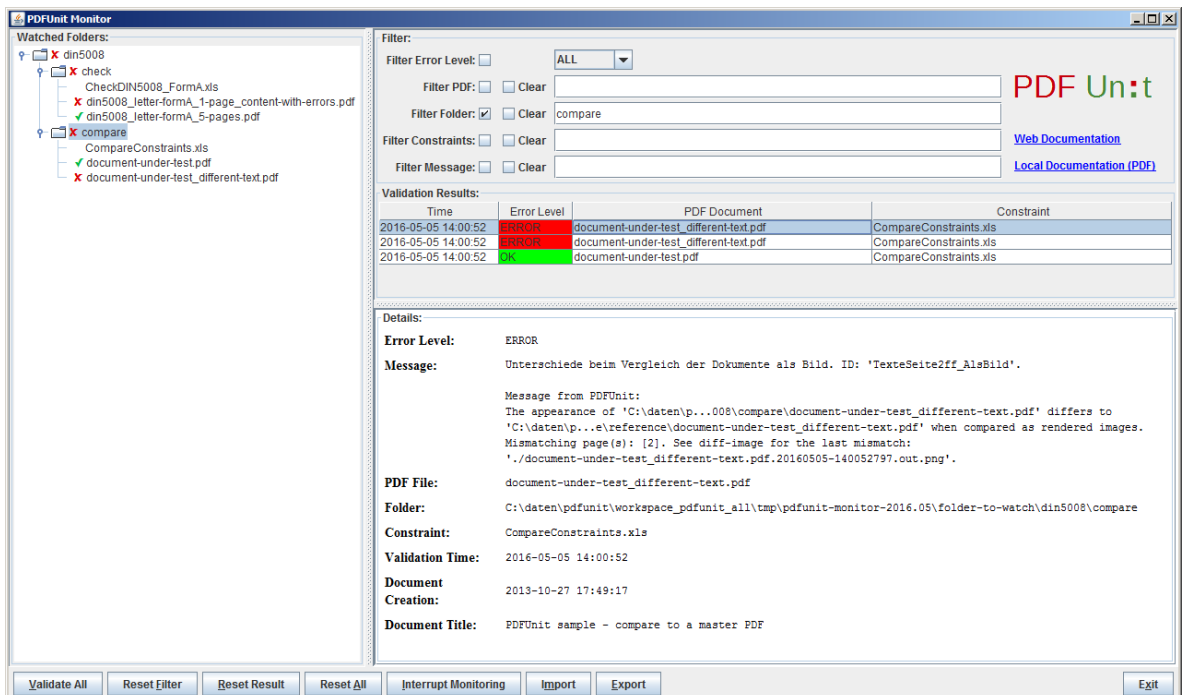 PDFUnit Monitor
Watched Folders:
din5008
check
CheckDIN5008_FormA.xls
din5008_letter-formA_1-page_content-with-errors.pdf
din5008_letter-formA_5-pages.pdf
compare
CompareConstraints.xls
document-under-test.pdf
document-under-test_different-text.pdf
Filter:
Filter Error Level: ALL
Filter PDF: Clear
Filter Folder: Clear compare
Filter Constraints: Clear
Filter Message: Clear
PDF Un:t
Web Documentation
Local Documentation (PDF)
Validation Results:
Time Error Level PDF Document Constraint
2016-05-05 14:00:52 ERROR document-under-test_different-text.pdf CompareConstraints.xls
2016-05-05 14:00:52 ERROR document-under-test_different-text.pdf CompareConstraints.xls
2016-05-05 14:00:52 OK document-under-test.pdf CompareConstraints.xls
Details:
Error Level: ERROR
Message: Unterschiede beim Vergleich der Dokumente als Bild. ID: 'TexteSeite2ff_AlsBild'.
Message from PDFUnit:
The appearance of 'C:\daten\p...008\compare\document-under-test_different-text.pdf' differs to
'C:\daten\p...e\reference\document-under-test_different-text.pdf' when compared as rendered images.
Mismatching page(s): [2]. See diff-image for the last mismatch:
'./document-under-test_different-text.pdf.20160505-140052797.out.png'.
PDF File: document-under-test_different-text.pdf
Folder: C:\daten\pdfunit\workspace_pdfunit_all\tmp\pdfunit-monitor-2016.05\folder-to-watch\din5008\compare
Constraint: CompareConstraints.xls
Validation Time: 2016-05-05 14:00:52
Document
Creation: 2013-10-27 17:49:17
Document Title: PDFUnit sample - compare to a master PDF
Validate All Reset Filter Reset Result Reset All Interrupt Monitoring Import Export Exit